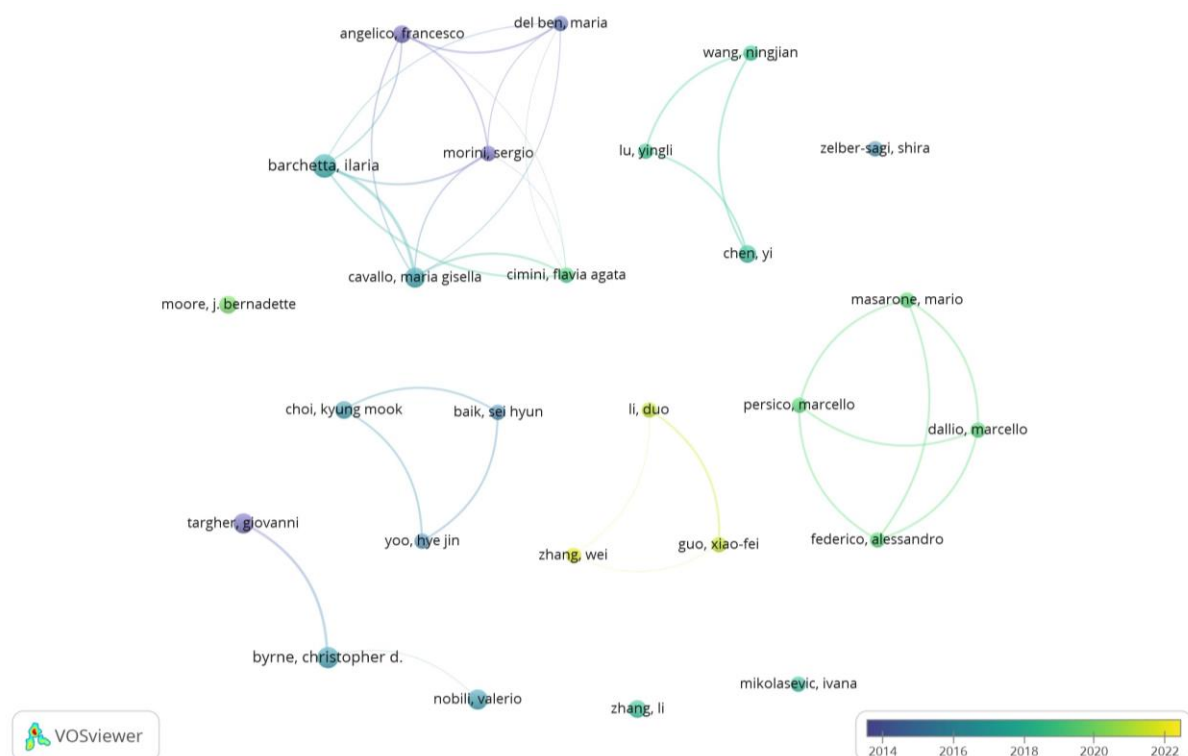 del ben, maria
angelico, francesco
wang, ningjian
zelber-sagi, shira
lu, yingli
morini, sergio
barchetta, ilaria
chen, yi
cavallo, maria gisella
cimini, flavia agata
masarone, mario
moore, j. bernadette
persico, marcello
choi, kyung mook
baik, sei hyun
li, duo
dallio, marcello
targher, giovanni
yoo, hye jin
zhang, wei
guo, xiao-fei
federico, alessandro
byrne, christopher d.
nobili, valerio
mikolasevic, ivana
zhang, li
VOSviewer
2014 2016 2018 2020 2022